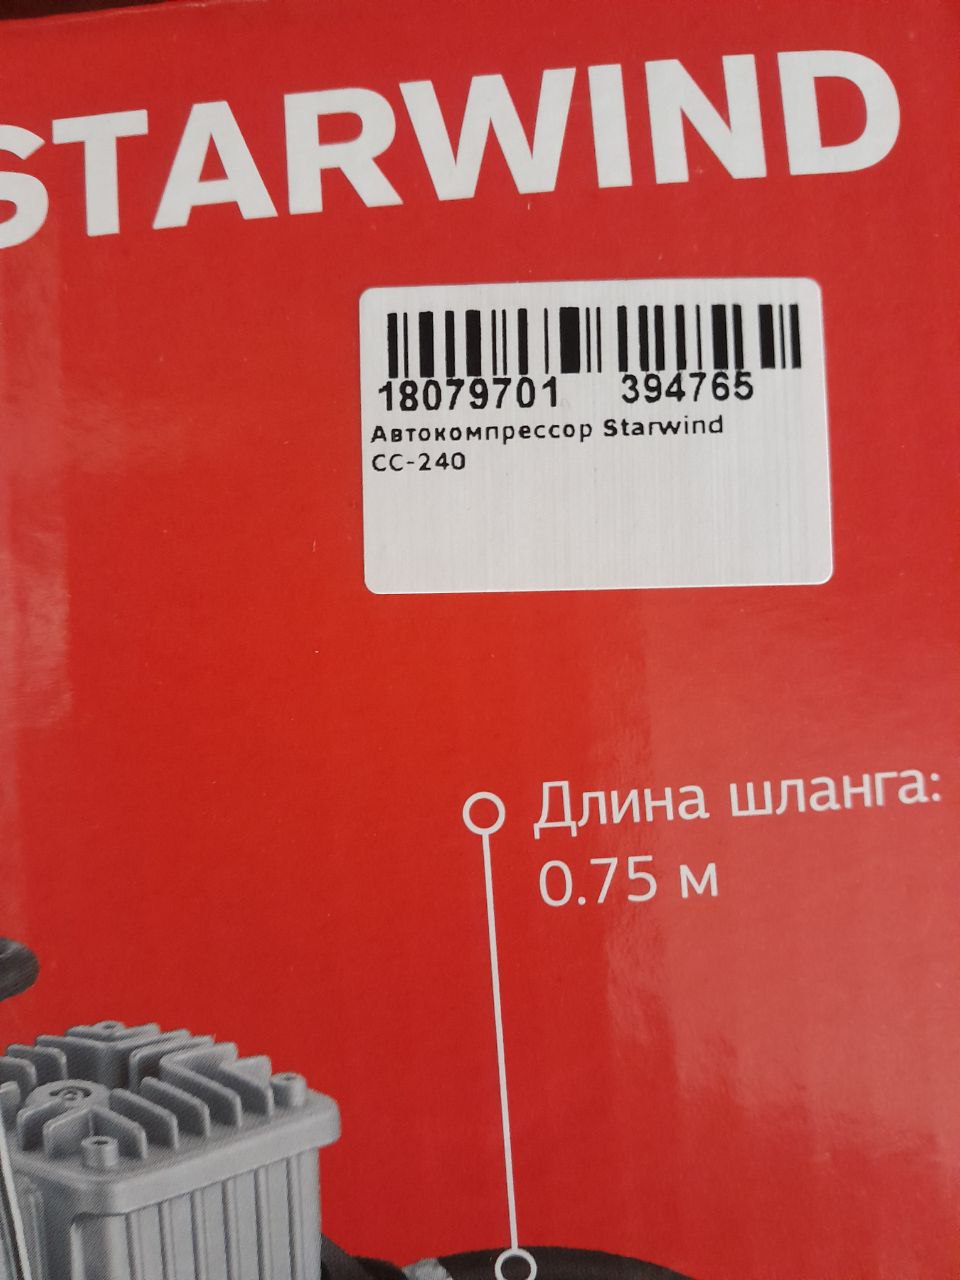 STARWIND
18079701 394765
Автокомпрессор Starwind
CC-240
Длина шланга:
0.75 м